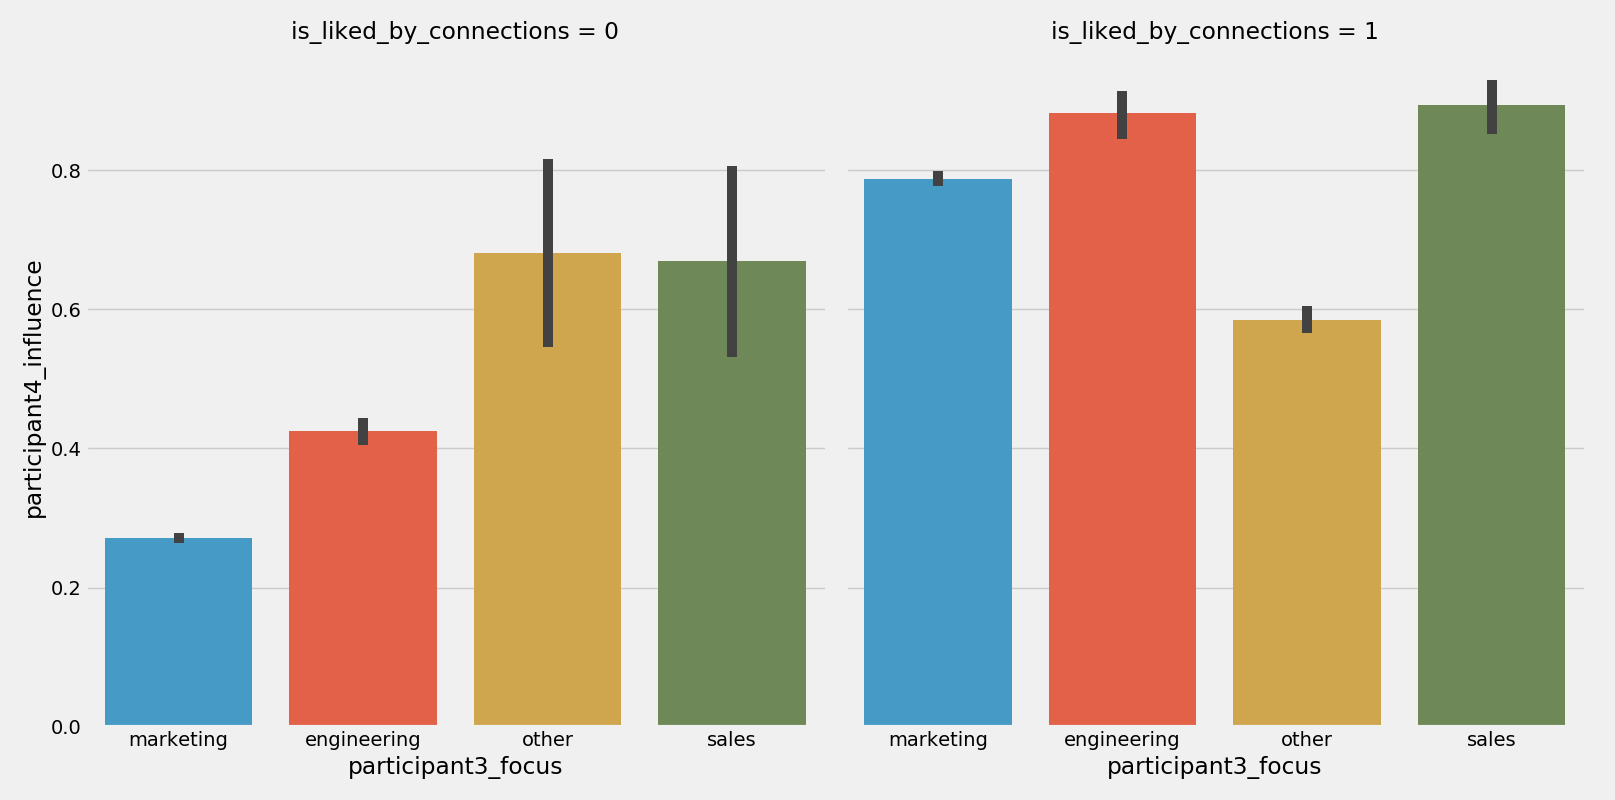 is_liked_by_connections = 0
is_liked_by_connections = 1
participant4_influence
0.8
0.6
0.4
0.2
0.0
marketing engineering other sales
marketing engineering other sales
participant3_focus
participant3_focus